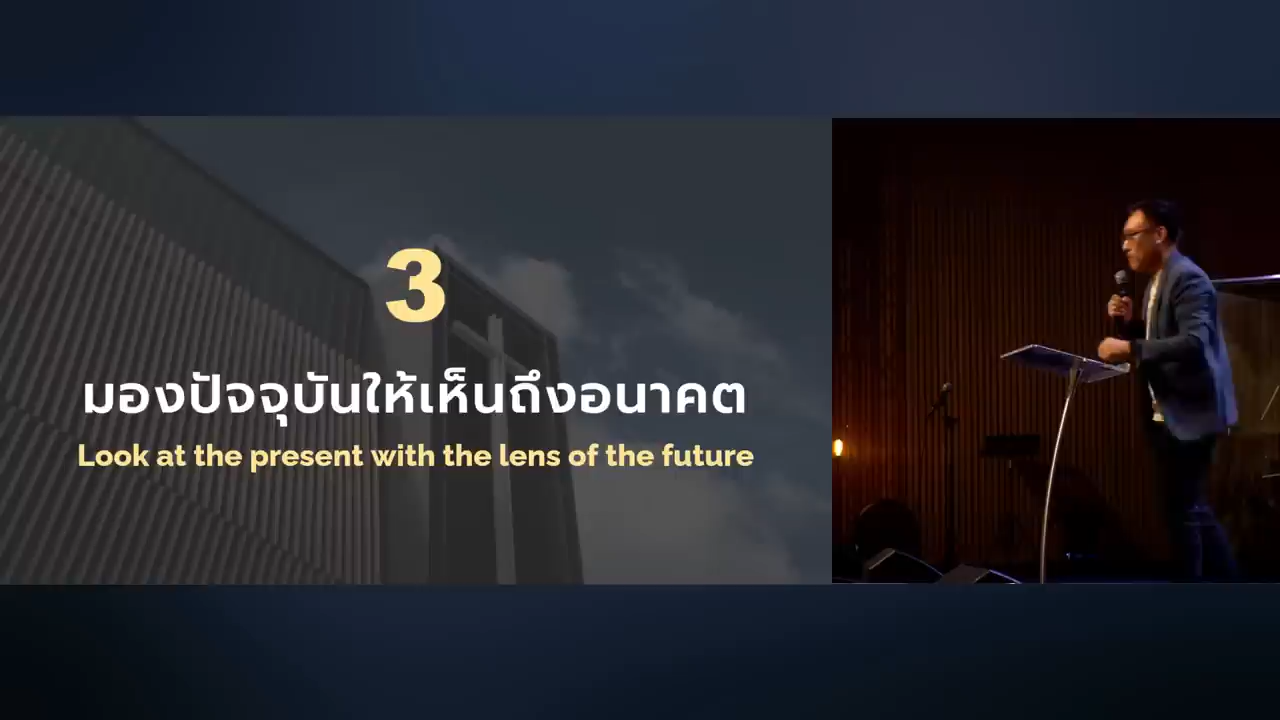 3
มองปัจจุบันให้เห็นถึงอนาคต
Look at the present with the lens of the future